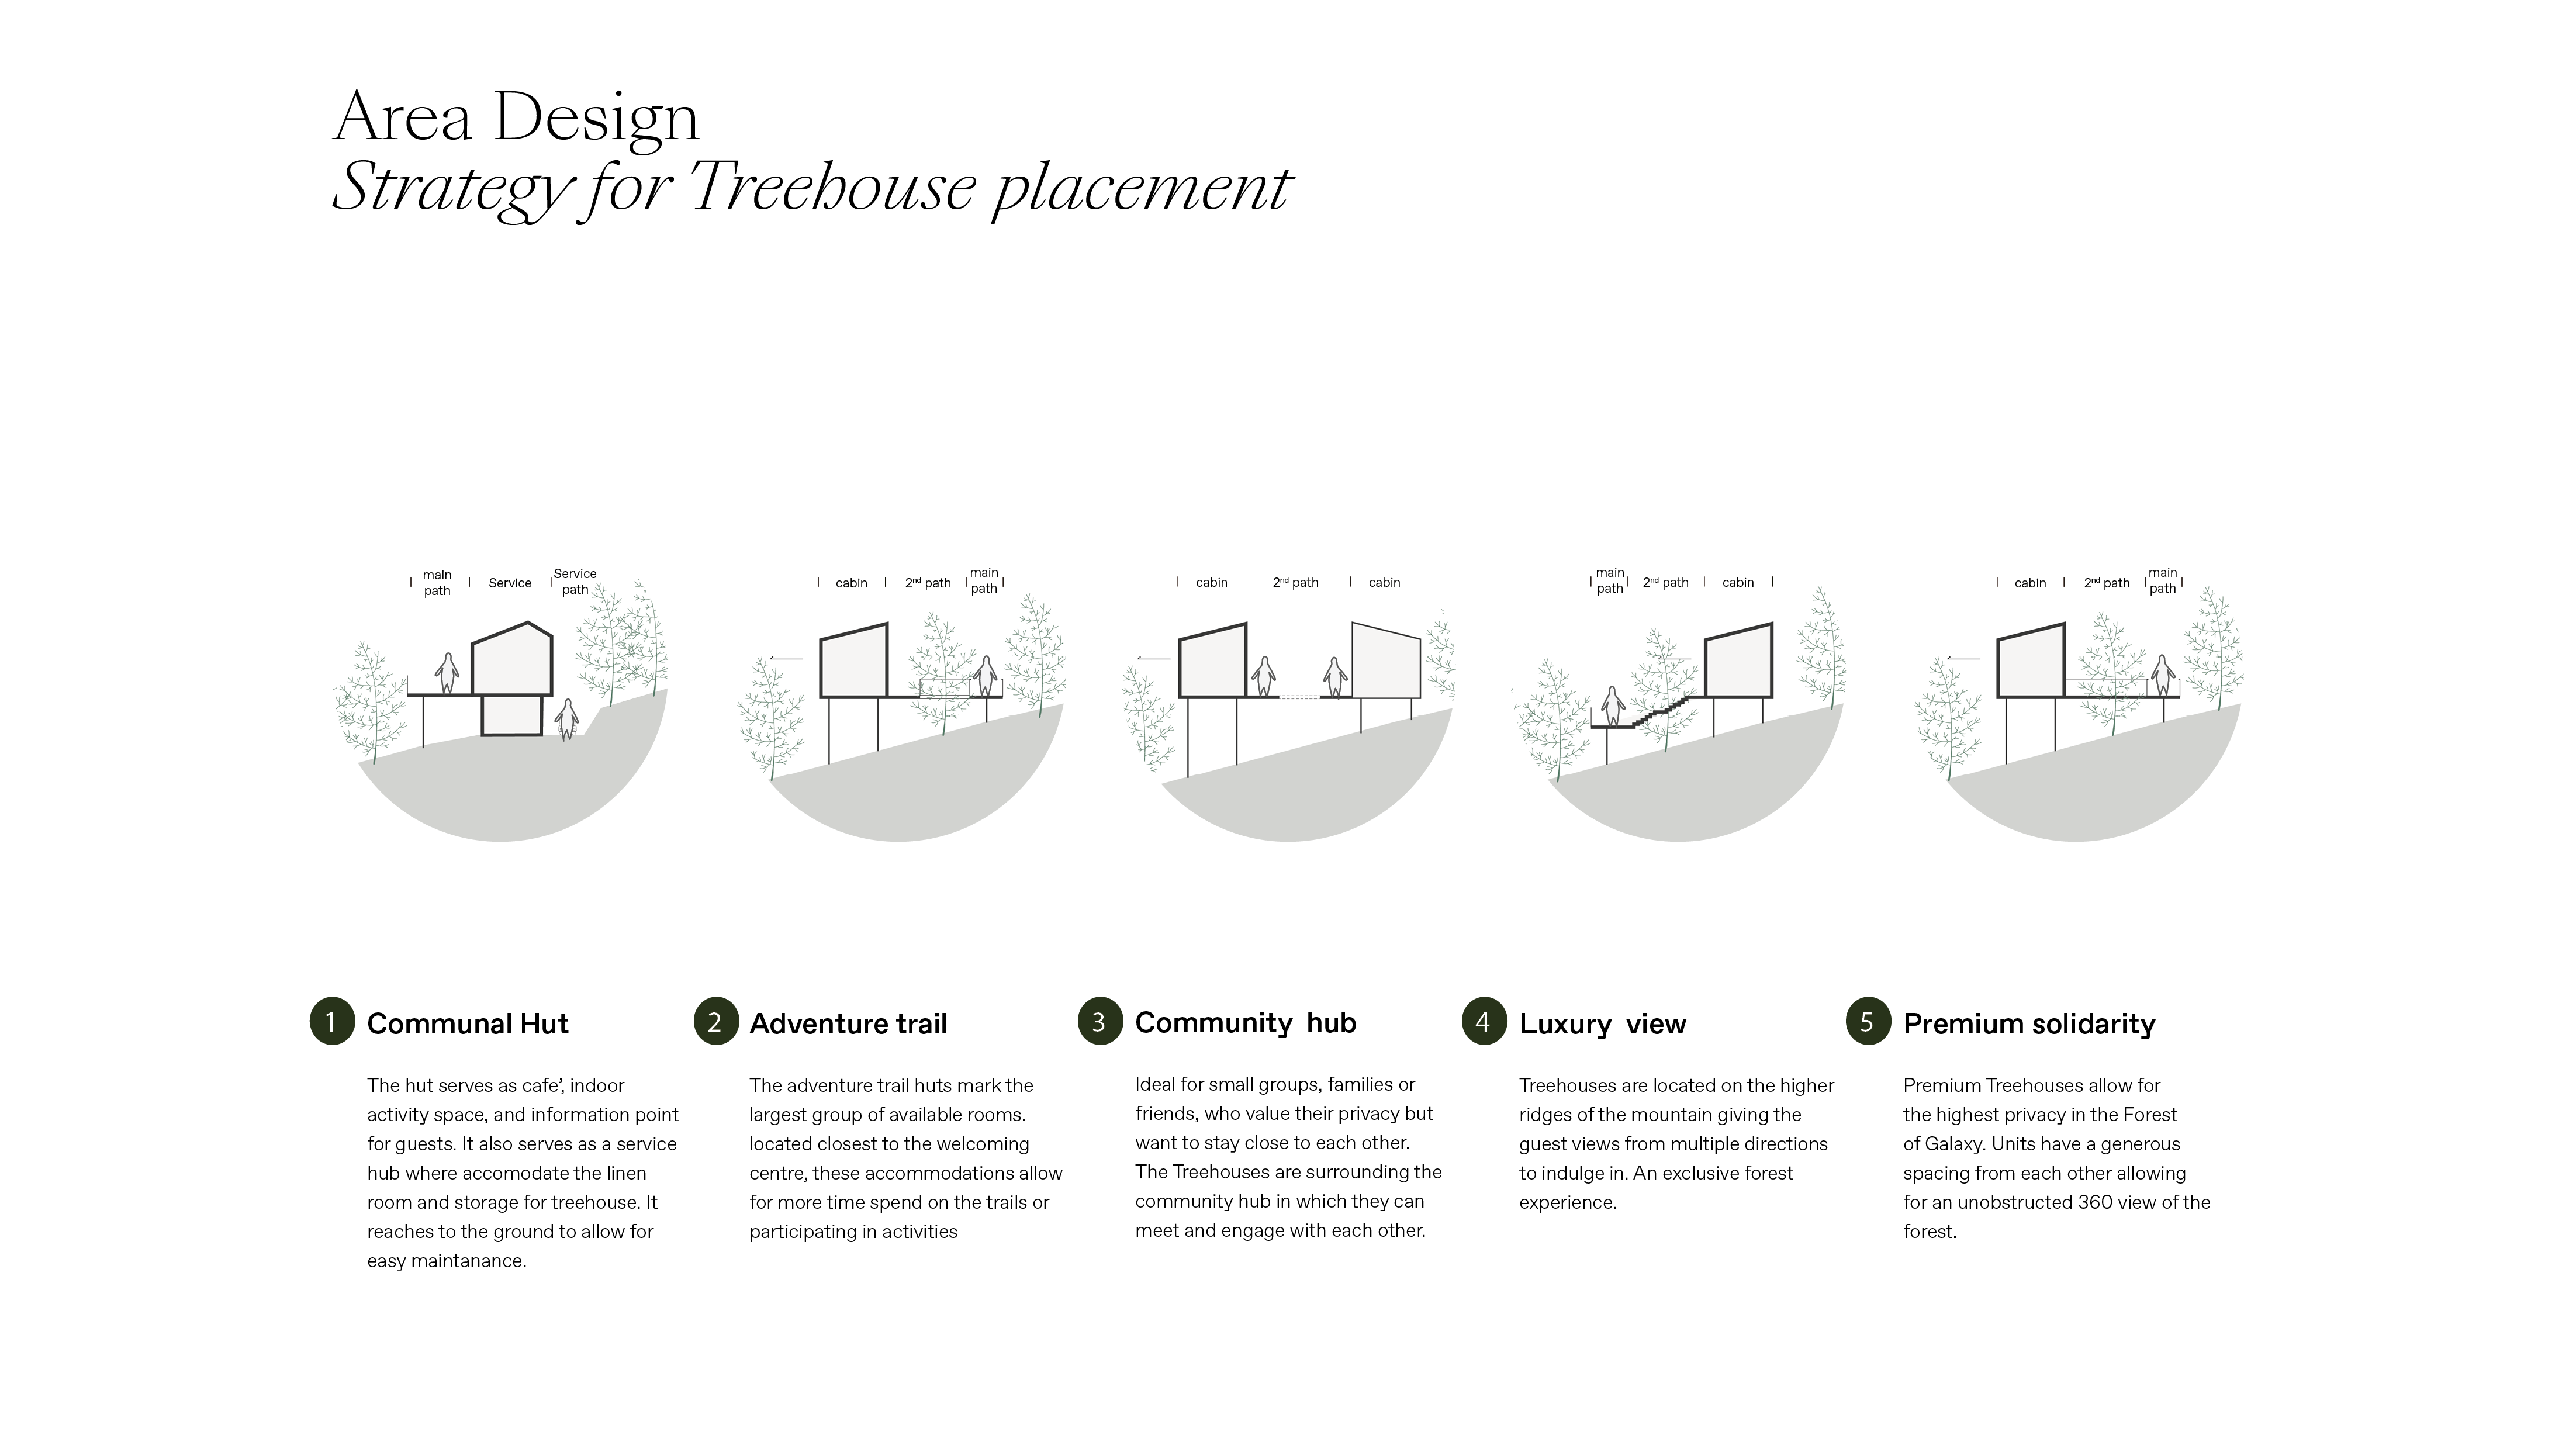 Area Design
Strategy for Treehouse placement
main
path
Service
Service
path
cabin
2nd path
main
path
cabin
2nd path
cabin
main
path
2nd path
cabin
cabin
2nd path
main
path
1
Communal Hut
The hut serves as cafe’, indoor
activity space, and information point
for guests. It also serves as a service
hub where accomodate the linen
room and storage for treehouse. It
reaches to the ground to allow for
easy maintanance.
2
Adventure trail
The adventure trail huts mark the
largest group of available rooms.
located closest to the welcoming
centre, these accommodations allow
for more time spend on the trails or
participating in activities
3
Community hub
Ideal for small groups, families or
friends, who value their privacy but
want to stay close to each other.
The Treehouses are surrounding the
community hub in which they can
meet and engage with each other.
4
Luxury view
Treehouses are located on the higher
ridges of the mountain giving the
guest views from multiple directions
to indulge in. An exclusive forest
experience.
5
Premium solidarity
Premium Treehouses allow for
the highest privacy in the Forest
of Galaxy. Units have a generous
spacing from each other allowing
for an unobstructed 360 view of the
forest.